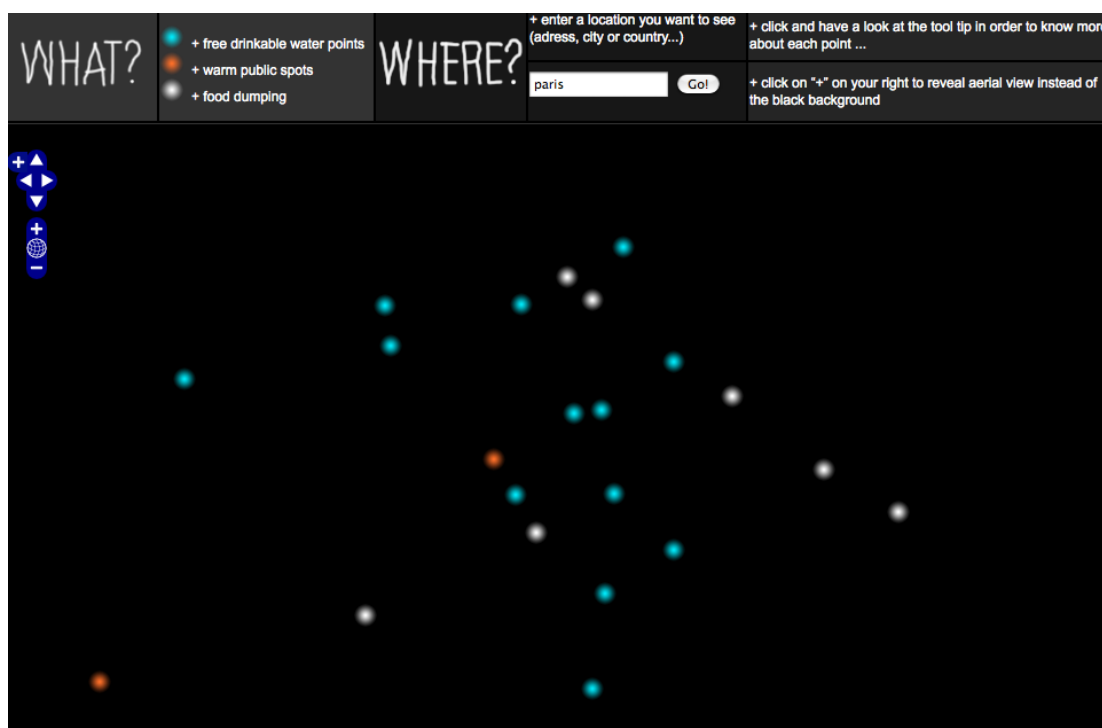 WHAT?
+ free drinkable water points
+ warm public spots
+ food dumping
WHERE?
+ enter a location you want to see
(adress, city or country...)
paris
Go!
+ click and have a look at the tool tip in order to know more
about each point ...
+ click on "+" on your right to reveal aerial view instead of
the black background